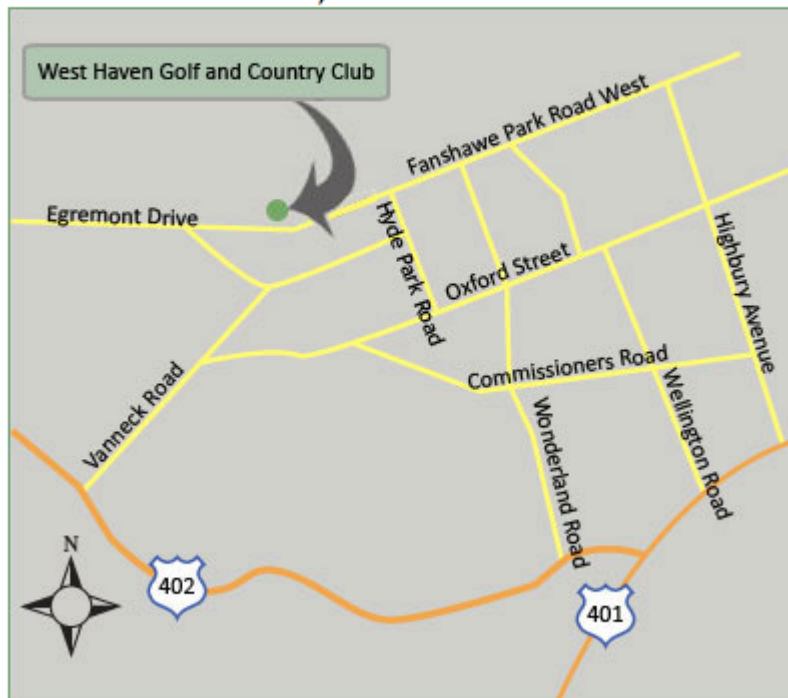 West Haven Golf and Country Club
Fanshawe Park Road West
Egremont Drive
Hyde Park Road
Oxford Street
Highbury Avenue
Commissioners Road
Vanneck Road
Wonderland Road
Wellington Road
N
402
401